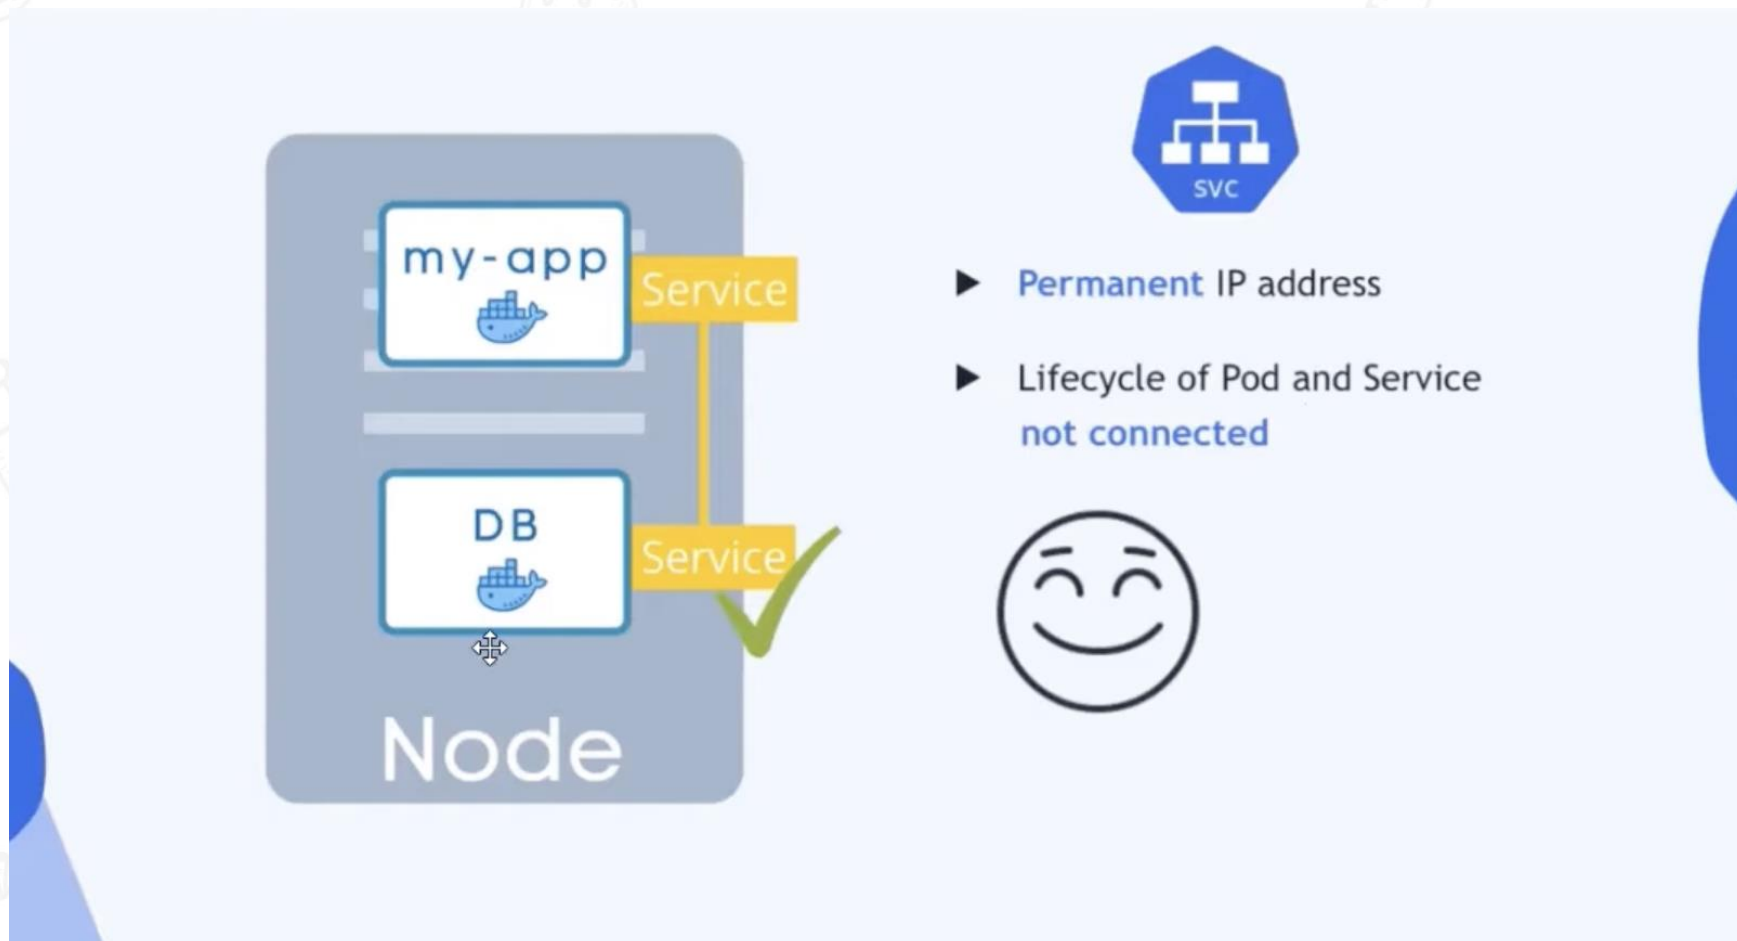 my-app
Service
DB
Service
Node
svc
Permanent IP address
Lifecycle of Pod and Service
not connected